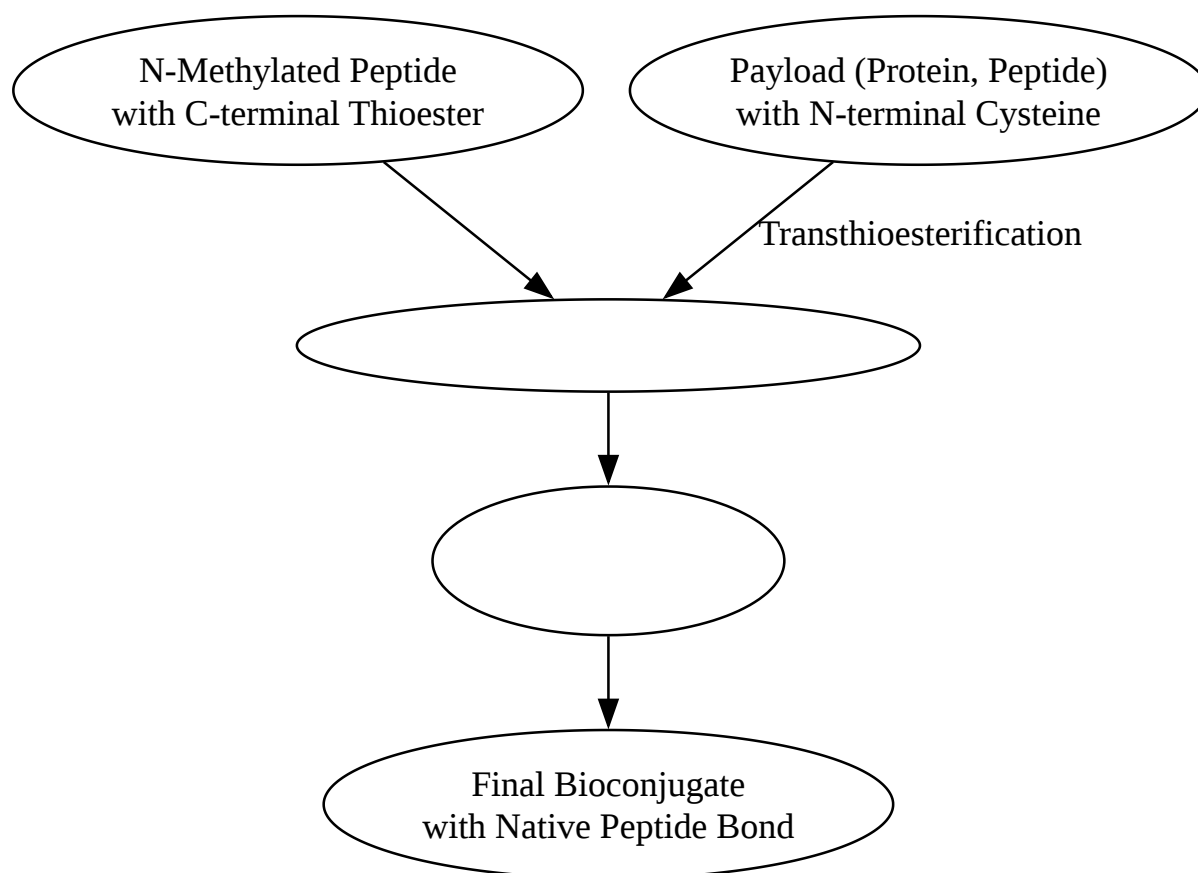 N-Methylated Peptide
with C-terminal Thioester
Payload (Protein, Peptide)
with N-terminal Cysteine
Transthioesterification
Final Bioconjugate
with Native Peptide Bond